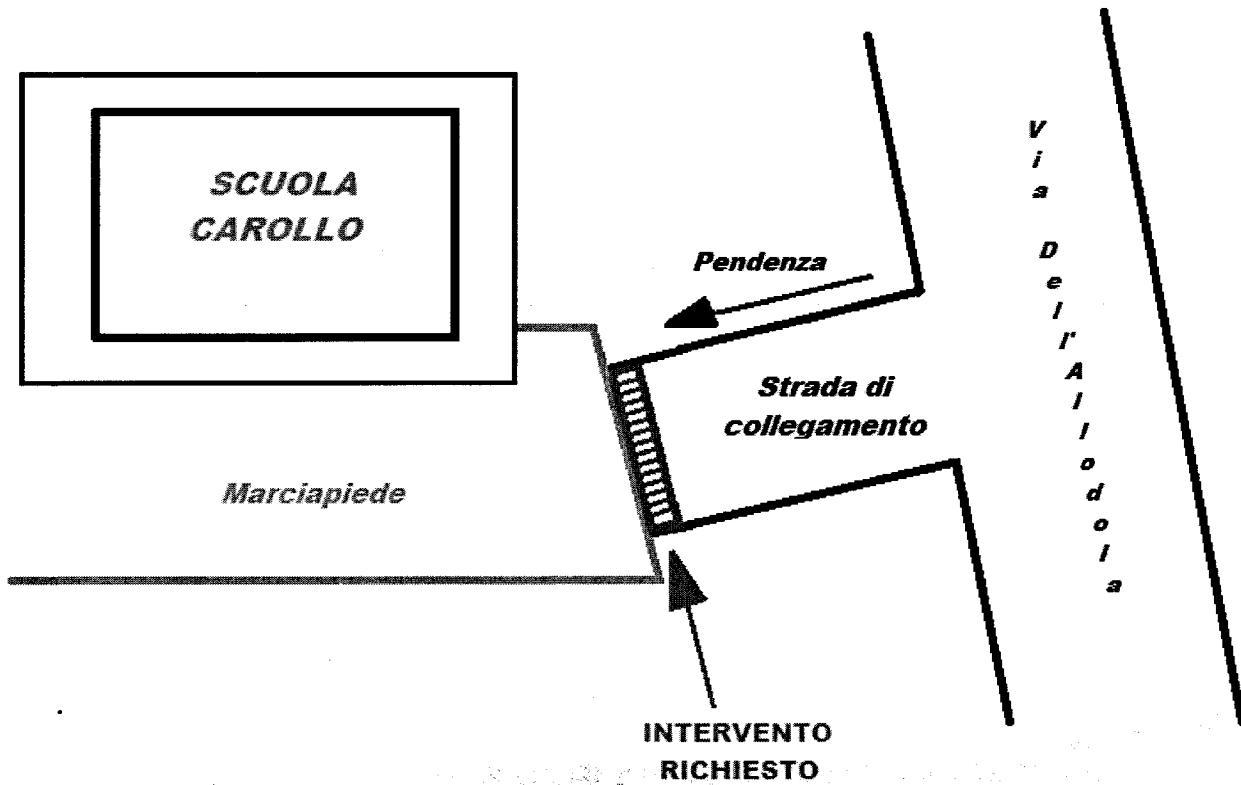 SCUOLA
CAROLLO
Pendenza
Via Dell'Allodola
Strada di
collegamento
Marciapiede
INTERVENTO
RICHIESTO